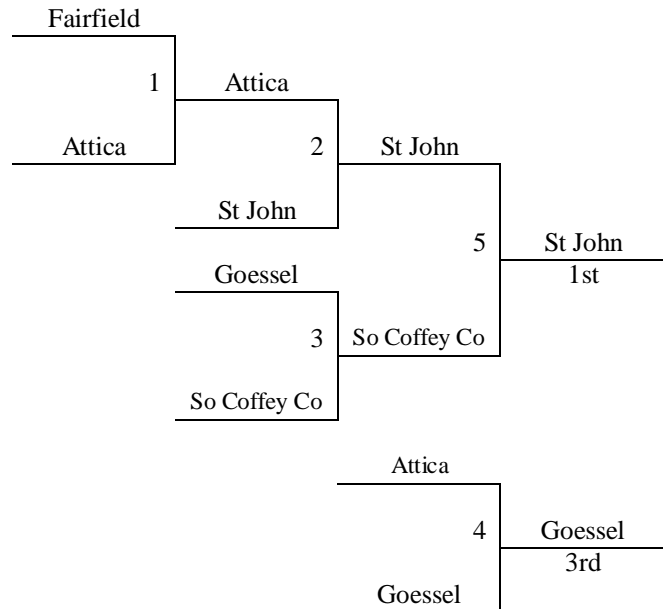 Fairfield
1
Attica
Attica
2
St John
St John
Goessel
3
So Coffey Co
So Coffey Co
5
St John
1st
Attica
4
Goessel
Goessel
3rd